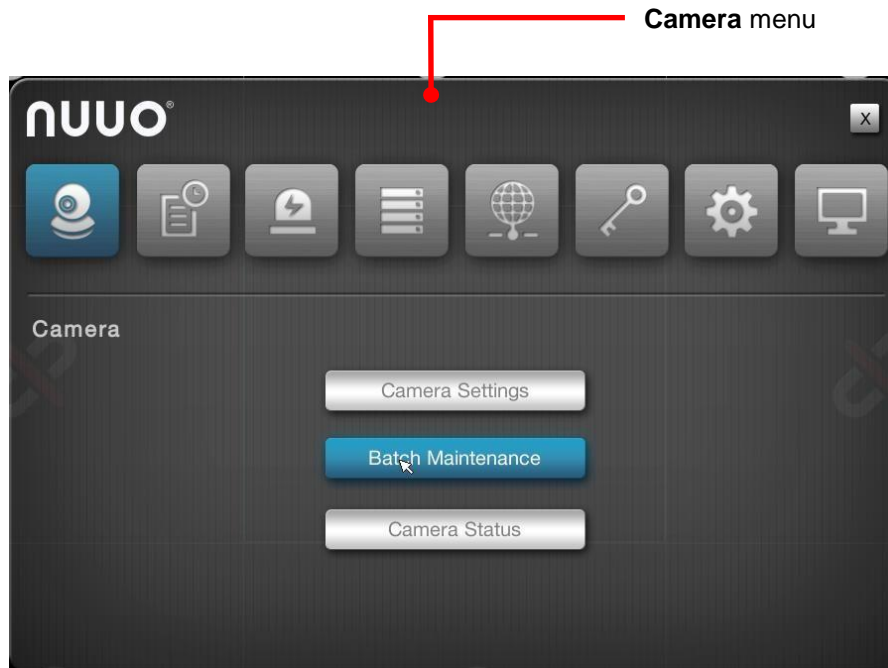 Camera menu
nuuo®
X
Camera
Camera Settings
Batch Maintenance
Camera Status